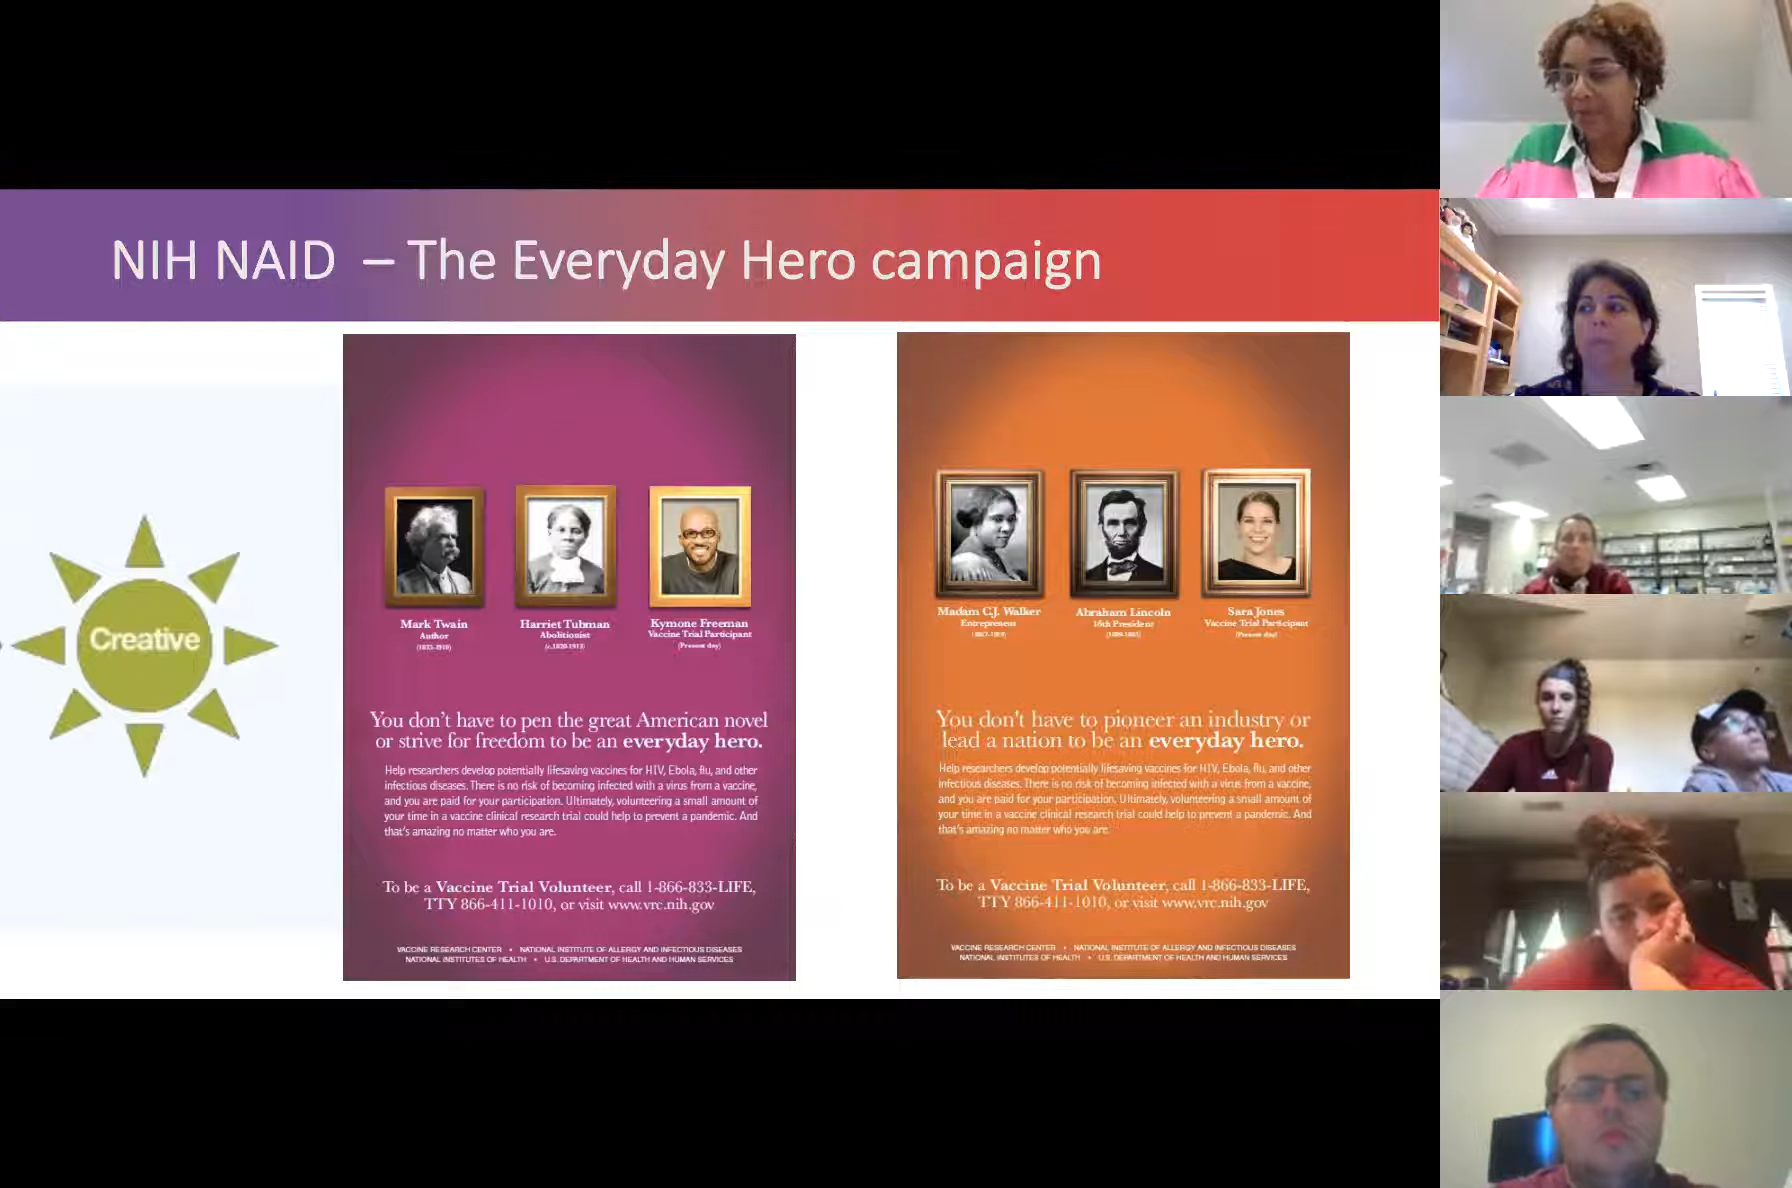 NIH NAID – The Everyday Hero campaign
Creative
Mark Twain
Author
(1835-1910)
Harriet Tubman
Abolitionist
(c.1820-1913)
Kymone Freeman
Vaccine Trial Participant
(Present day)
You don't have to pen the great American novel
or strive for freedom to be an everyday hero.
Help researchers develop potentially lifesaving vaccines for HIV, Ebola, flu, and other
infectious diseases. There is no risk of becoming infected with a virus from a vaccine,
and you are paid for your participation. Ultimately, volunteering a small amount of
your time in a vaccine clinical research trial could help to prevent a pandemic. And
that's amazing no matter who you are.
To be a Vaccine Trial Volunteer, call 1-866-833-LIFE,
TTY 866-411-1010, or visit www.vrc.nih.gov
VACCINE RESEARCH CENTER • NATIONAL INSTITUTE OF ALLERGY AND INFECTIOUS DISEASES
NATIONAL INSTITUTES OF HEALTH • U.S. DEPARTMENT OF HEALTH AND HUMAN SERVICES
Madam C.J. Walker
Entrepreneur
(1867-1919)
Abraham Lincoln
16th President
(1809-1865)
Sara Jones
Vaccine Trial Participant
(Present day)
You don't have to pioneer an industry or
lead a nation to be an everyday hero.
Help researchers develop potentially lifesaving vaccines for HIV, Ebola, flu, and other
infectious diseases. There is no risk of becoming infected with a virus from a vaccine,
and you are paid for your participation. Ultimately, volunteering a small amount of
your time in a vaccine clinical research trial could help to prevent a pandemic. And
that's amazing no matter who you are.
To be a Vaccine Trial Volunteer, call 1-866-833-LIFE,
TTY 866-411-1010, or visit www.vrc.nih.gov
VACCINE RESEARCH CENTER • NATIONAL INSTITUTE OF ALLERGY AND INFECTIOUS DISEASES
NATIONAL INSTITUTES OF HEALTH • U.S. DEPARTMENT OF HEALTH AND HUMAN SERVICES